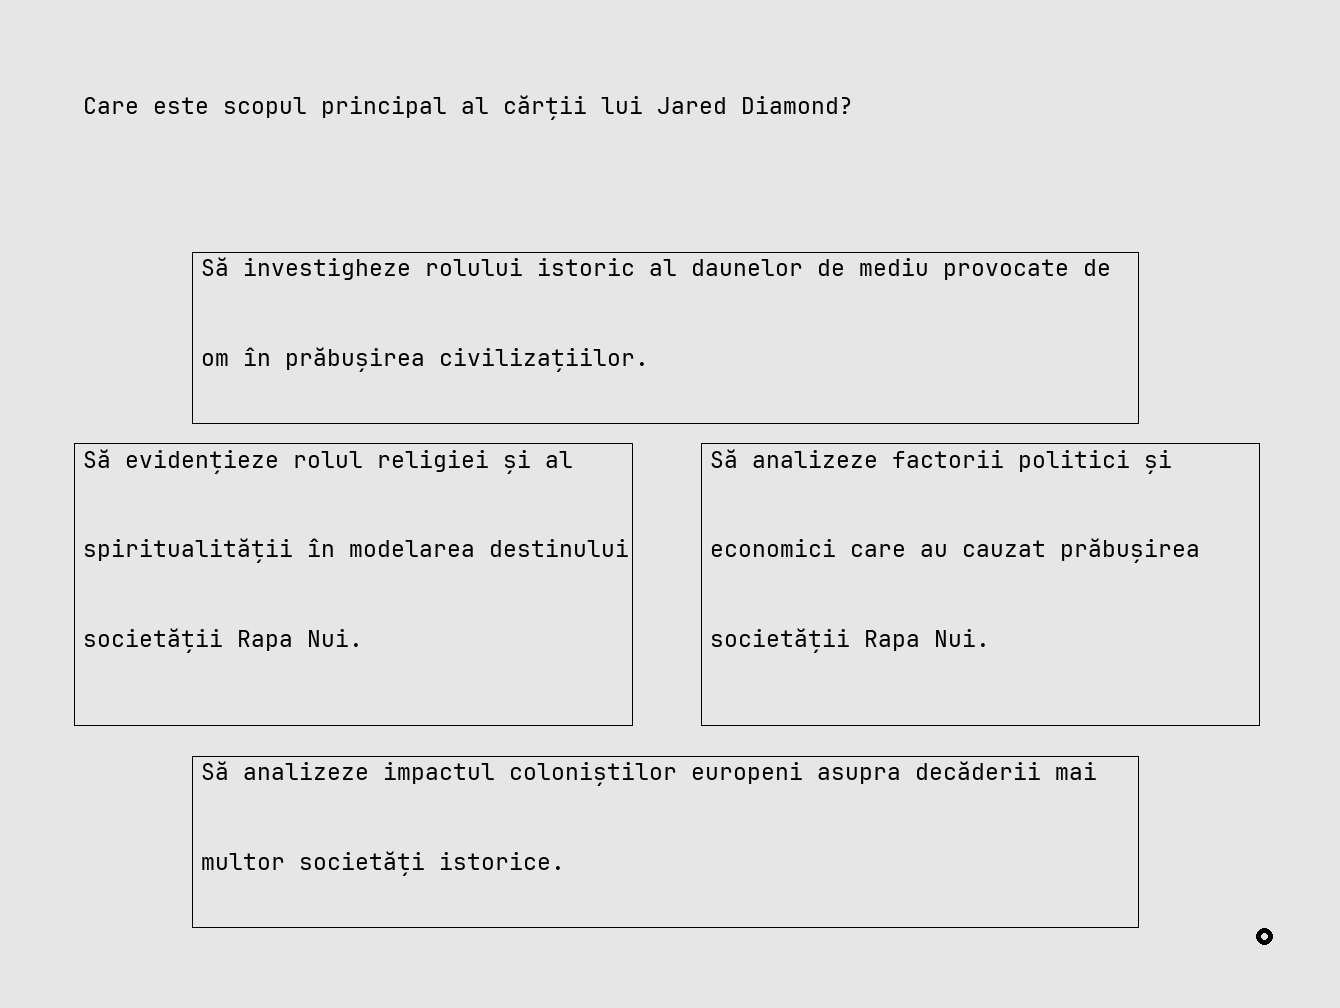 Care este scopul principal al cărții lui Jared Diamond?
Să investigheze rolului istoric al daunelor de mediu provocate de
om în prăbușirea civilizațiilor.
Să evidențieze rolul religiei și al
spiritualității în modelarea destinului
societății Rapa Nui.
Să analizeze factorii politici și
economici care au cauzat prăbușirea
societății Rapa Nui.
Să analizeze impactul coloniștilor europeni asupra decăderii mai
multor societăți istorice.